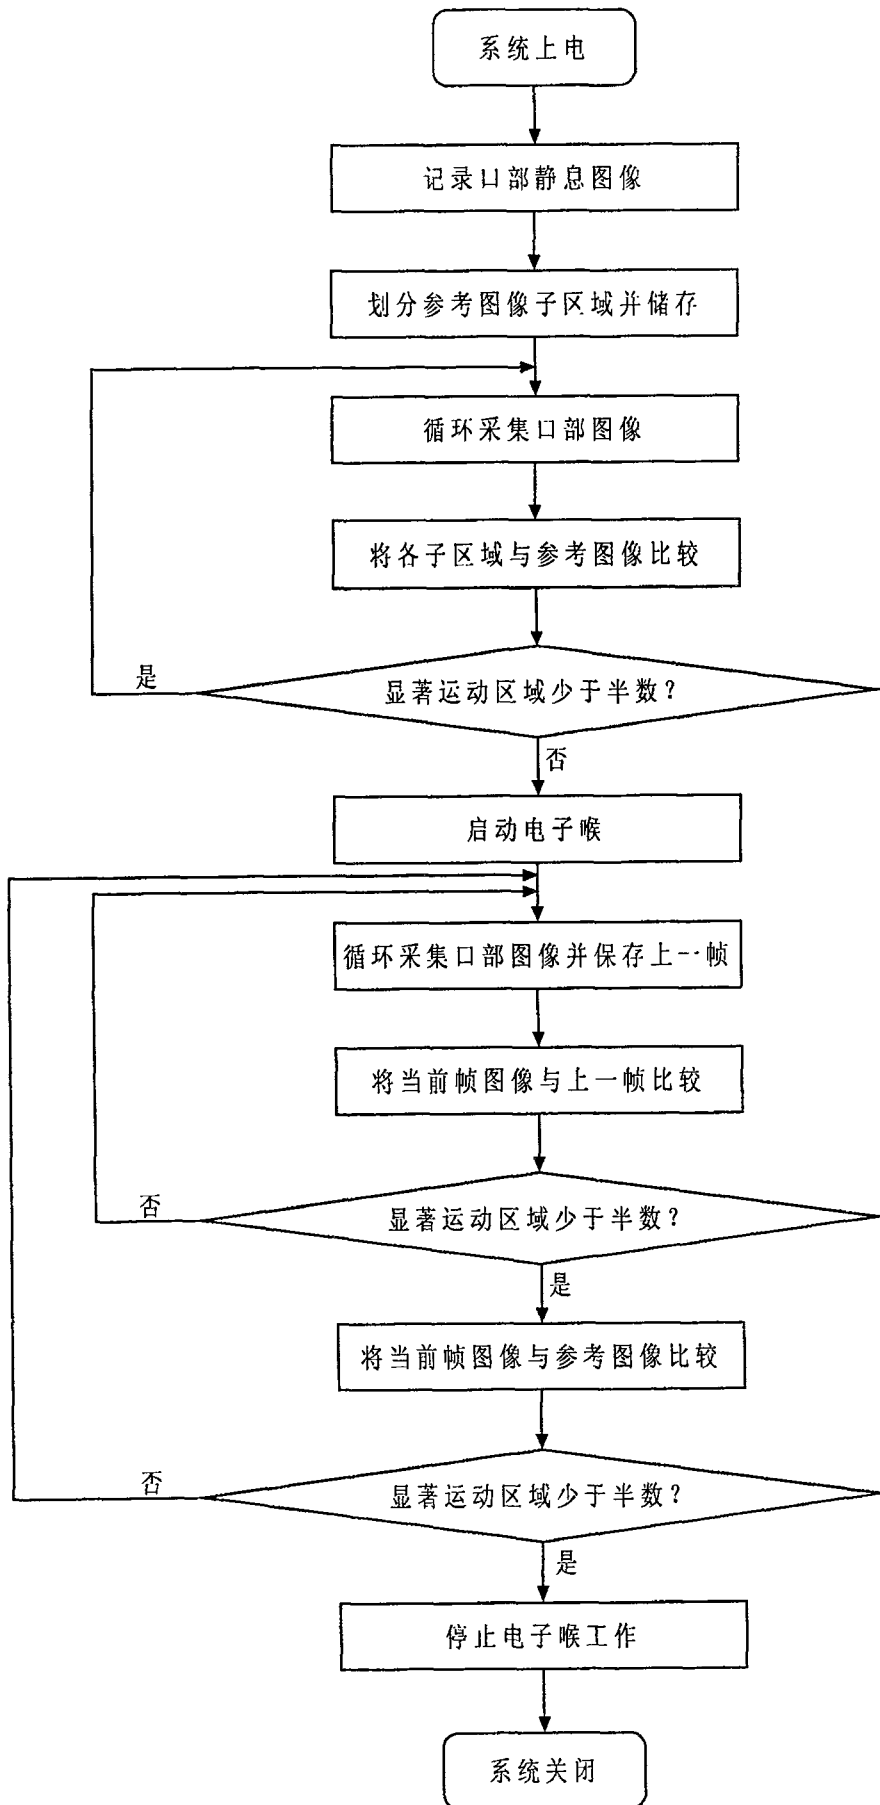 系统上电
记录口部静息图像
划分参考图像子区域并储存
循环采集口部图像
将各子区域与参考图像比较
显著运动区域少于半数？
是
否
启动电子喉
循环采集口部图像并保存上一帧
将当前帧图像与上一帧比较
显著运动区域少于半数？
否
是
将当前帧图像与参考图像比较
显著运动区域少于半数？
否
是
停止电子喉工作
系统关闭